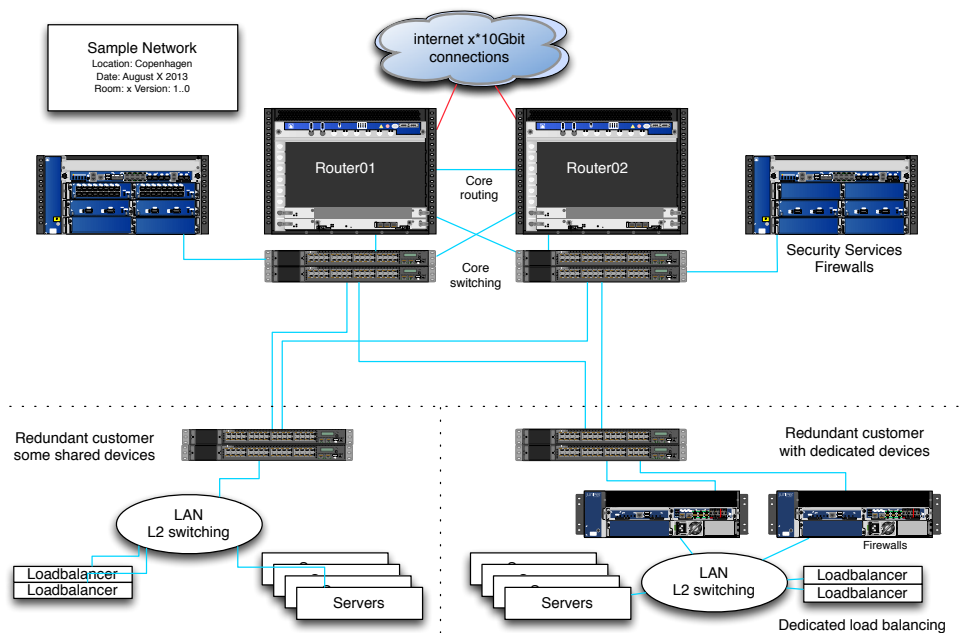 Sample Network
Location: Copenhagen
Date: August X 2013
Room: x Version: 1..0
internet x*10Gbit
connections
Router01
Router02
Core
routing
Security Services
Firewalls
Core
switching
Redundant customer
some shared devices
Redundant customer
with dedicated devices
LAN
L2 switching
Firewalls
Loadbalancer
Loadbalancer
Servers
Servers
LAN
L2 switching
Loadbalancer
Loadbalancer
Dedicated load balancing